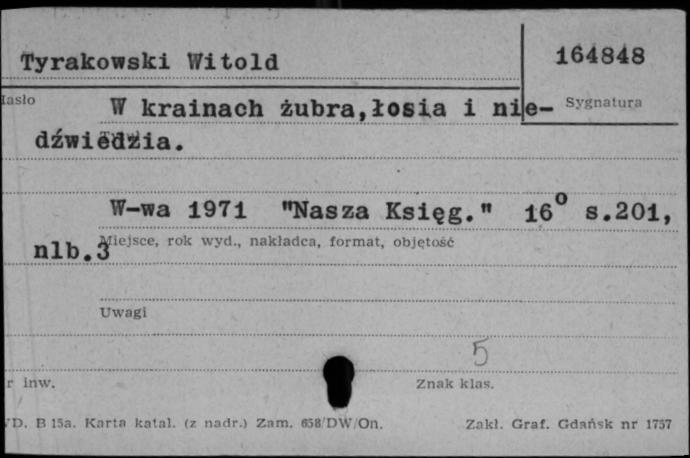 Tyrakowski Witold
164848
Hasło
Sygnatura
W krainach żubra, łosia i nie-
dźwiedzia.
W-wa 1971 "Nasza Księg." 16° s.201,
nlb.3
Miejsce, rok wyd., nakładca, format, objętość
Uwagi
5
r inw.
Znak klas.
D. B 15a. Karta katal. (z nadr.) Zam. 658/DW/On.
Zakł. Graf. Gdańsk nr 1757